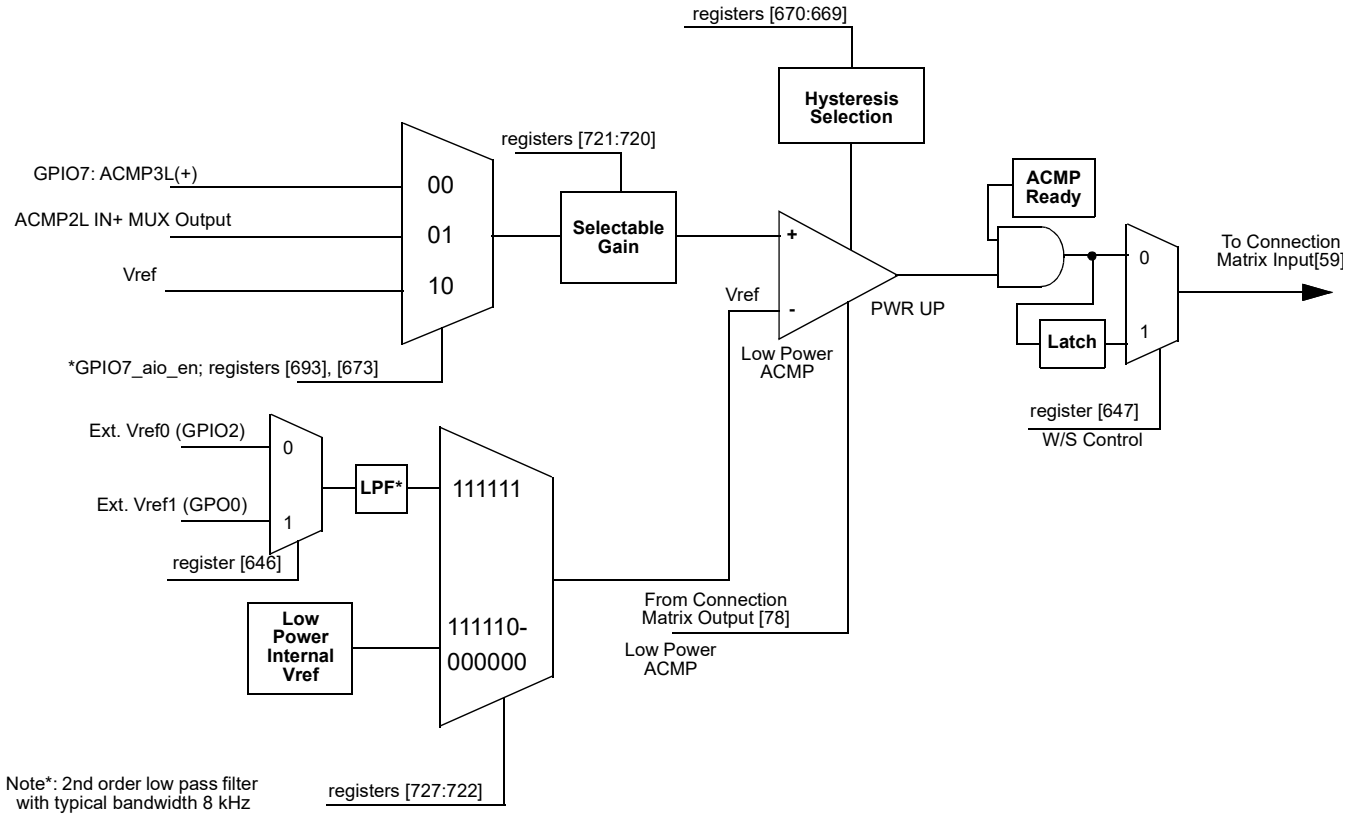 registers [670:669]
Hysteresis
Selection
registers [721:720]
GPIO7: ACMP3L(+)
ACMP2L IN+ MUX Output
Vref
00
01
10
Selectable
Gain
*GPIO7_aio_en; registers [693], [673]
+
Vref
-
Low Power
ACMP
PWR UP
ACMP
Ready
Latch
0
1
To Connection
Matrix Input[59]
register [647]
W/S Control
Ext. Vref0 (GPIO2)
Ext. Vref1 (GPO0)
0
1
register [646]
LPF*
111111
111110-
000000
Low
Power
Internal
Vref
From Connection
Matrix Output [78]
Low Power
ACMP
registers [727:722]
Note*: 2nd order low pass filter
with typical bandwidth 8 kHz